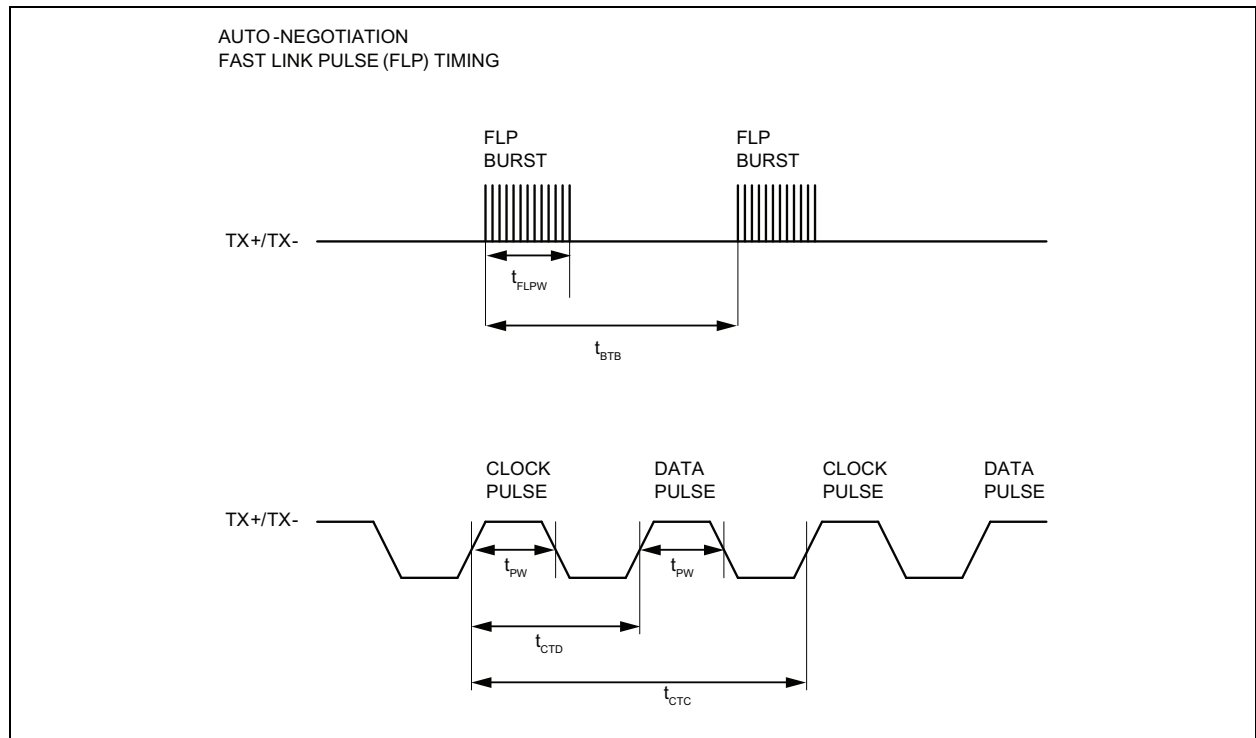 AUTO-NEGOTIATION
FAST LINK PULSE (FLP) TIMING
FLP
BURST
FLP
BURST
TX+/TX-
tFLPW
tBTB
CLOCK
PULSE
DATA
PULSE
CLOCK
PULSE
DATA
PULSE
TX+/TX-
tPW
tPW
tCTD
tCTC